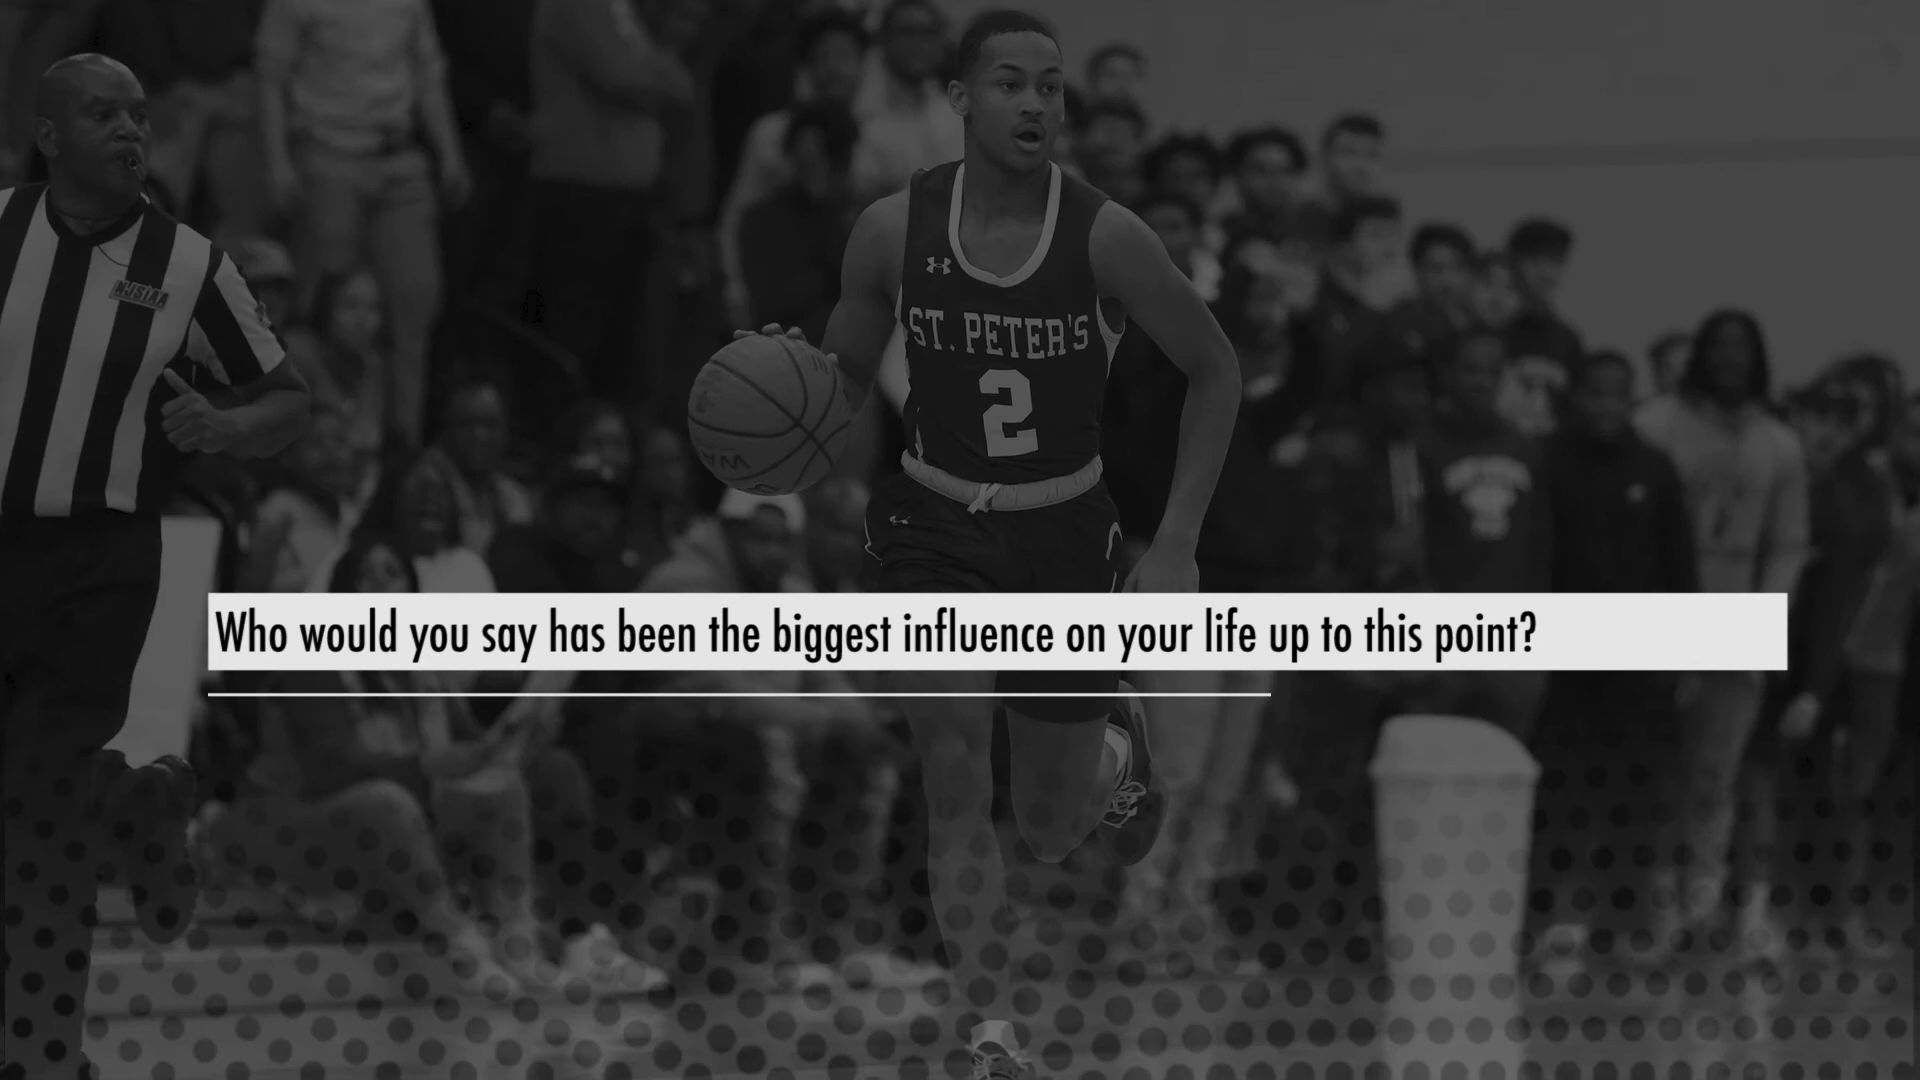 NJSIAA
ST. PETER'S
2
Who would you say has been the biggest influence on your life up to this point?